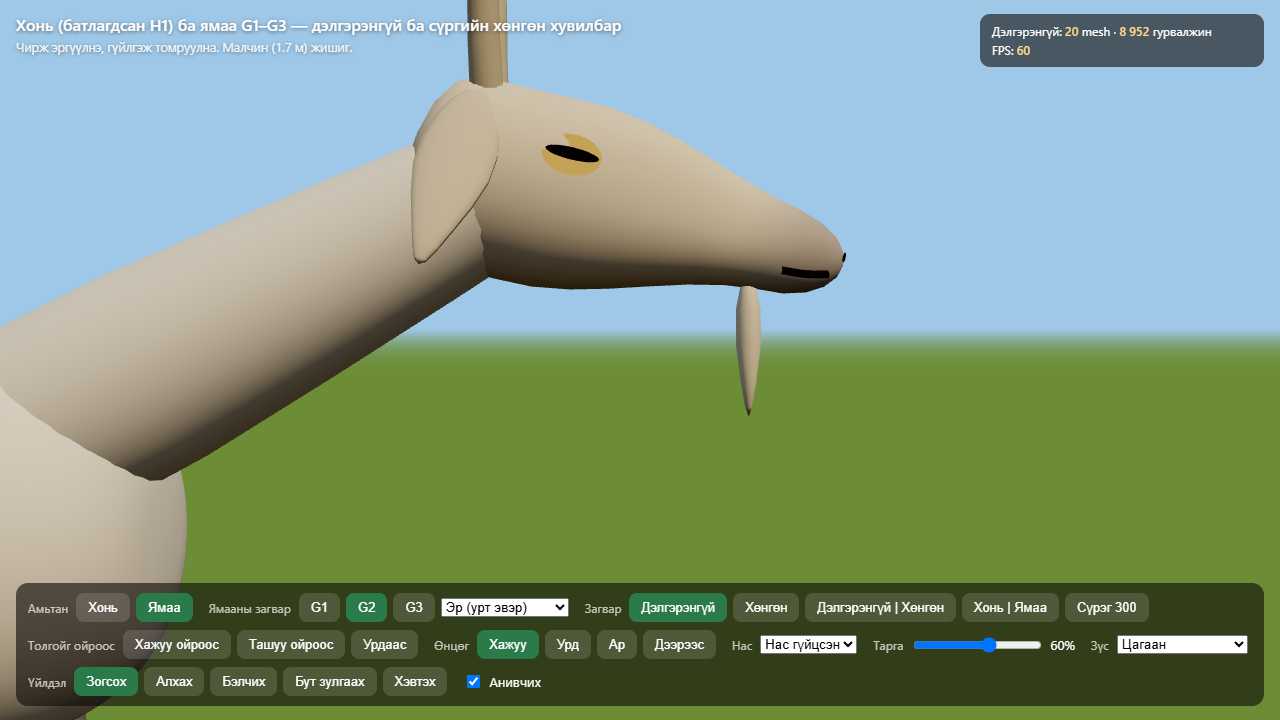 Хонь (батлагдсан H1) ба ямаа G1–G3 — дэлгэрэнгүй ба сүргийн хөнгөн хувилбар
Чирж эргүүлнэ, гүйлгэж томруулна. Малчин (1.7 м) жишиг.
Дэлгэрэнгүй: 20 mesh · 8 952 гурвалжин
FPS: 60
Амьтан Хонь Ямаа Ямааны загвар G1 G2 G3 Эр (урт эвэр) Загвар Дэлгэрэнгүй Хөнгөн Дэлгэрэнгүй | Хөнгөн Хонь | Ямаа Сүрэг 300
Толгойг ойроос Хажуу ойроос Ташуу ойроос Урдаас Өнцөг Хажуу Урд Ар Дээрээс Нас Нас гүйцсэн Тарга 60% Зүс Цагаан
Үйлдэл Зогсох Алхах Бэлчих Бут зулгаах Хэвтэх Анивчих